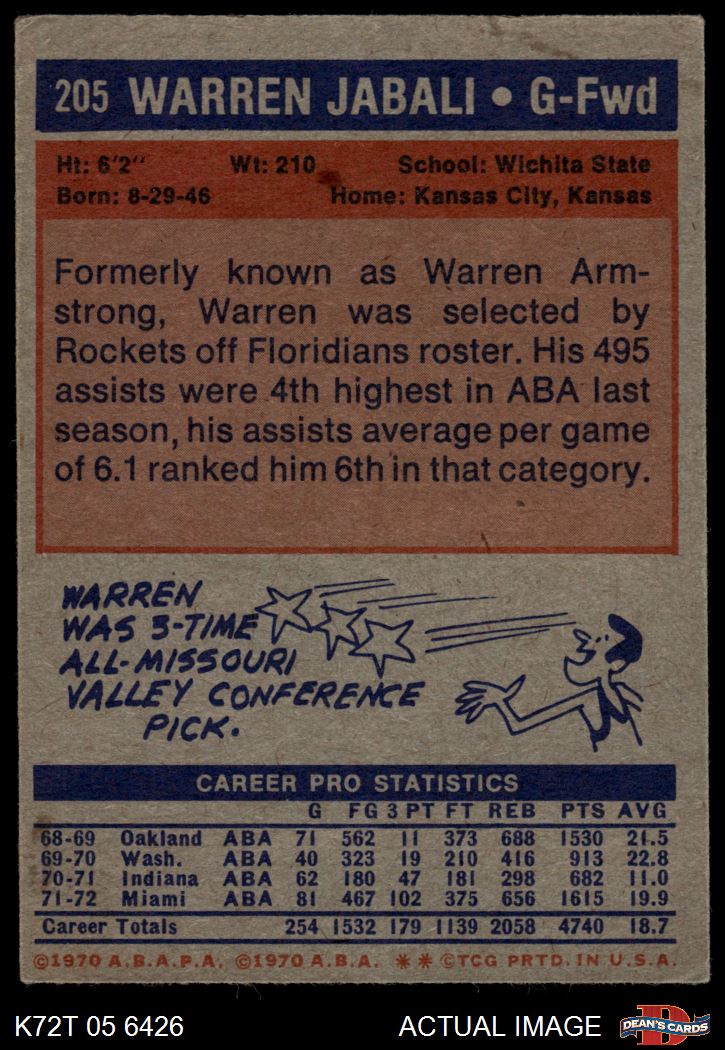 205 WARREN JABALI • G-Fwd
Ht: 6'2" Wt: 210 School: Wichita State
Born: 8-29-46 Home: Kansas City, Kansas
Formerly known as Warren Arm-
strong, Warren was selected by
Rockets off Floridians roster. His 495
assists were 4th highest in ABA last
season, his assists average per game
of 6.1 ranked him 6th in that category.
WARREN
WAS 3-TIME
ALL-MISSOURI
VALLEY CONFERENCE
PICK.
CAREER PRO STATISTICS
G FG 3 PT FT REB PTS AVG
68-69 Oakland ABA 71 562 11 373 688 1530 21.5
69-70 Wash. ABA 40 323 19 210 416 913 22.8
70-71 Indiana ABA 62 180 47 181 298 682 11.0
71-72 Miami ABA 81 467 102 375 656 1615 19.9
Career Totals 254 1532 179 1139 2058 4740 18.7
©1970 A.B.A.P.A. ©1970 A.B.A. ** ©TCG PRTD. IN U.S.A.
K72T 05 6426 ACTUAL IMAGE D DEAN'S CARDS